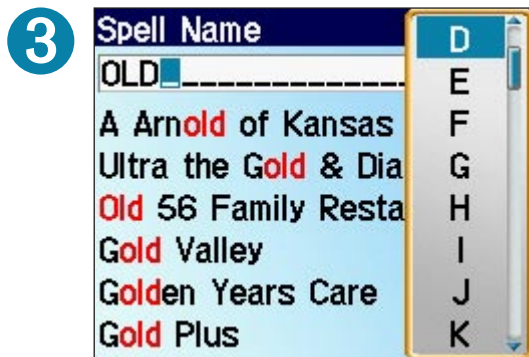 3
Spell Name
OLD_______________
A Arnold of Kansas
Ultra the Gold & Dia
Old 56 Family Resta
Gold Valley
Golden Years Care
Gold Plus
D
E
F
G
H
I
J
K